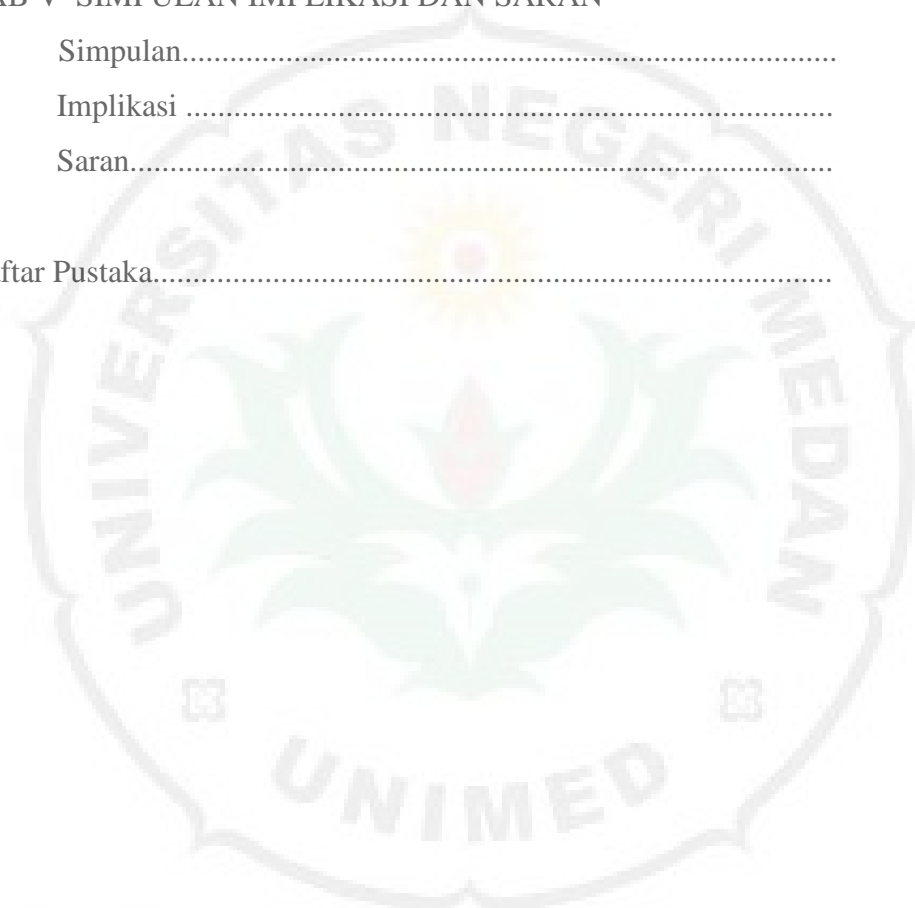 AB V SIMPULAN IMPLIKASI DAN SARAN
Simpulan................................................................................
Implikasi ...............................................................................
Saran.....................................................................................
ftar Pustaka...................................................................................
UNIVERSITAS NEGERI MEDAN
UNIMED